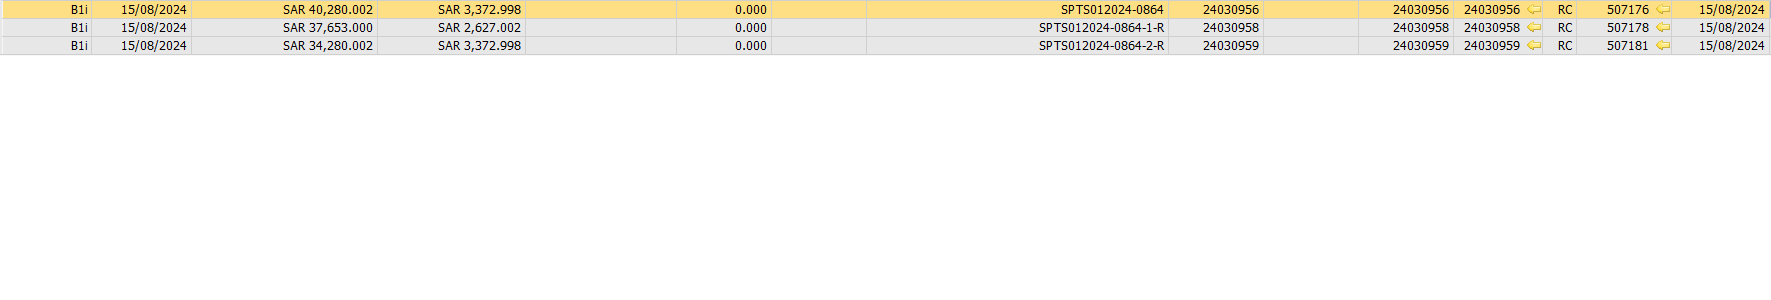 B1i 15/08/2024 SAR 40,280.002 SAR 3,372.998 0.000 SPTS012024-0864 24030956 24030956 24030956 RC 507176 15/08/2024
B1i 15/08/2024 SAR 37,653.000 SAR 2,627.002 0.000 SPTS012024-0864-1-R 24030958 24030958 24030958 RC 507178 15/08/2024
B1i 15/08/2024 SAR 34,280.002 SAR 3,372.998 0.000 SPTS012024-0864-2-R 24030959 24030959 24030959 RC 507181 15/08/2024